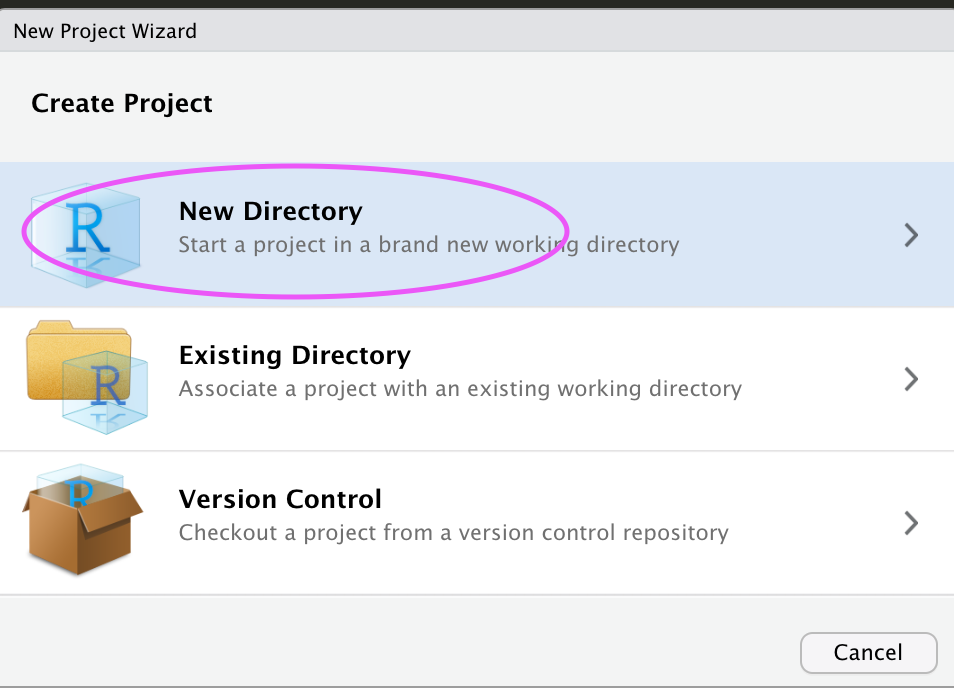 New Project Wizard
Create Project
R
New Directory
Start a project in a brand new working directory
R
Existing Directory
Associate a project with an existing working directory
R
Version Control
Checkout a project from a version control repository
Cancel